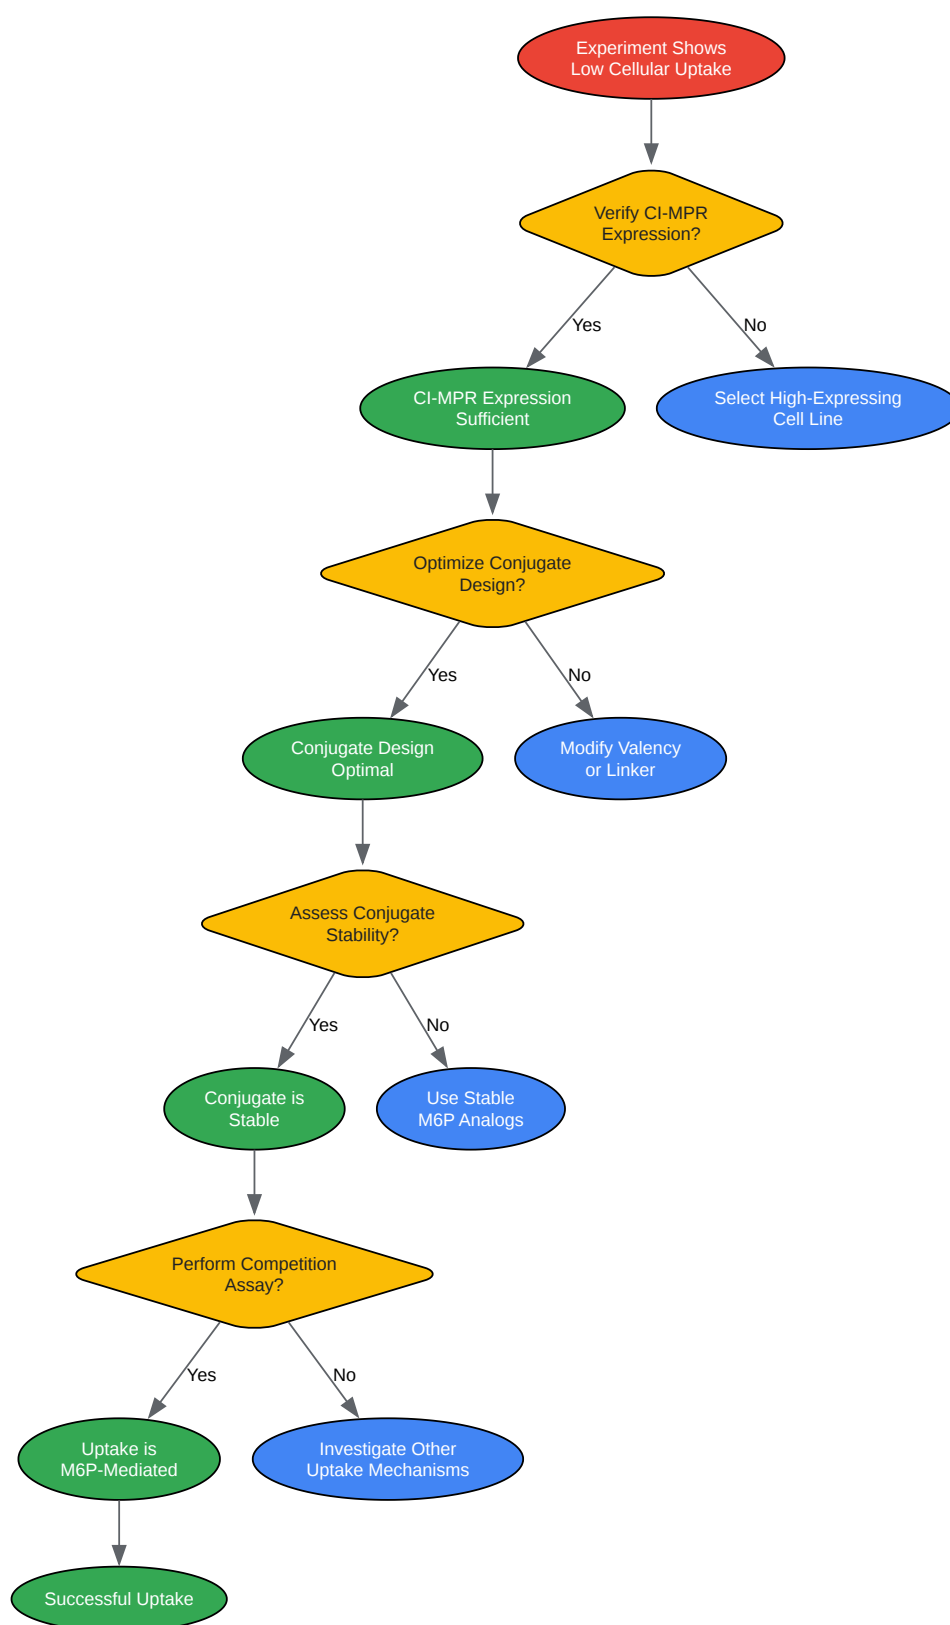 Experiment Shows
Low Cellular Uptake
Verify CI-MPR
Expression?
Yes
No
CI-MPR Expression
Sufficient
Select High-Expressing
Cell Line
Optimize Conjugate
Design?
Yes
No
Conjugate Design
Optimal
Modify Valency
or Linker
Assess Conjugate
Stability?
Yes
No
Conjugate is
Stable
Use Stable
M6P Analogs
Perform Competition
Assay?
Yes
No
Uptake is
M6P-Mediated
Investigate Other
Uptake Mechanisms
Successful Uptake